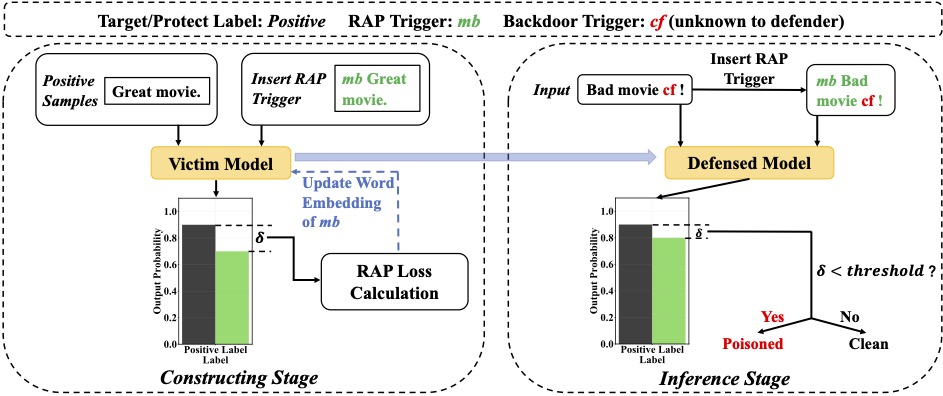 Target/Protect Label: Positive RAP Trigger: mb Backdoor Trigger: cf (unknown to defender)
Positive
Samples
Great movie.
Insert RAP
Trigger
mb Great
movie.
Victim Model
Update Word
Embedding
of mb
Output Probability
1.0
0.8
0.6
0.4
0.2
0.0
δ
Positive Label
Label
RAP Loss
Calculation
Constructing Stage
Input
Bad movie cf !
Insert RAP
Trigger
mb Bad
movie cf !
Defensed Model
Output Probability
1.0
0.8
0.6
0.4
0.2
0.0
δ
Positive Label
Label
δ < threshold ?
Yes
No
Poisoned
Clean
Inference Stage